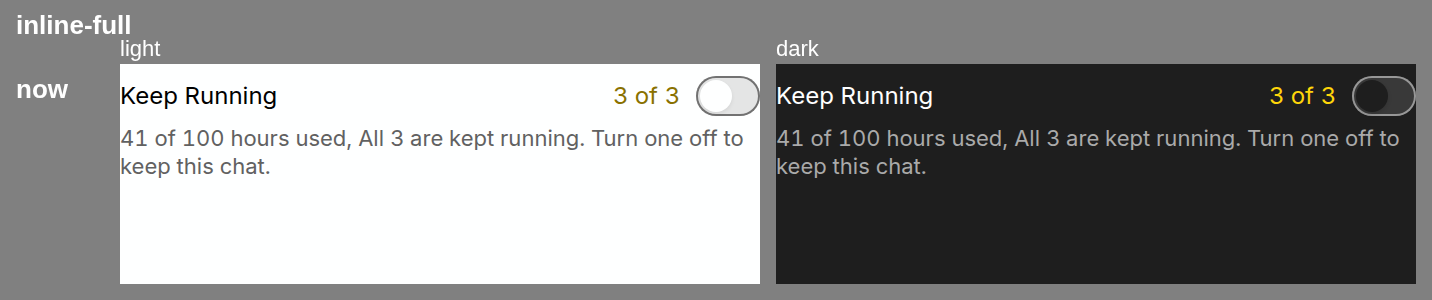 inline-full
light
dark
now
Keep Running
3 of 3
41 of 100 hours used, All 3 are kept running. Turn one off to
keep this chat.
Keep Running
3 of 3
41 of 100 hours used, All 3 are kept running. Turn one off to
keep this chat.